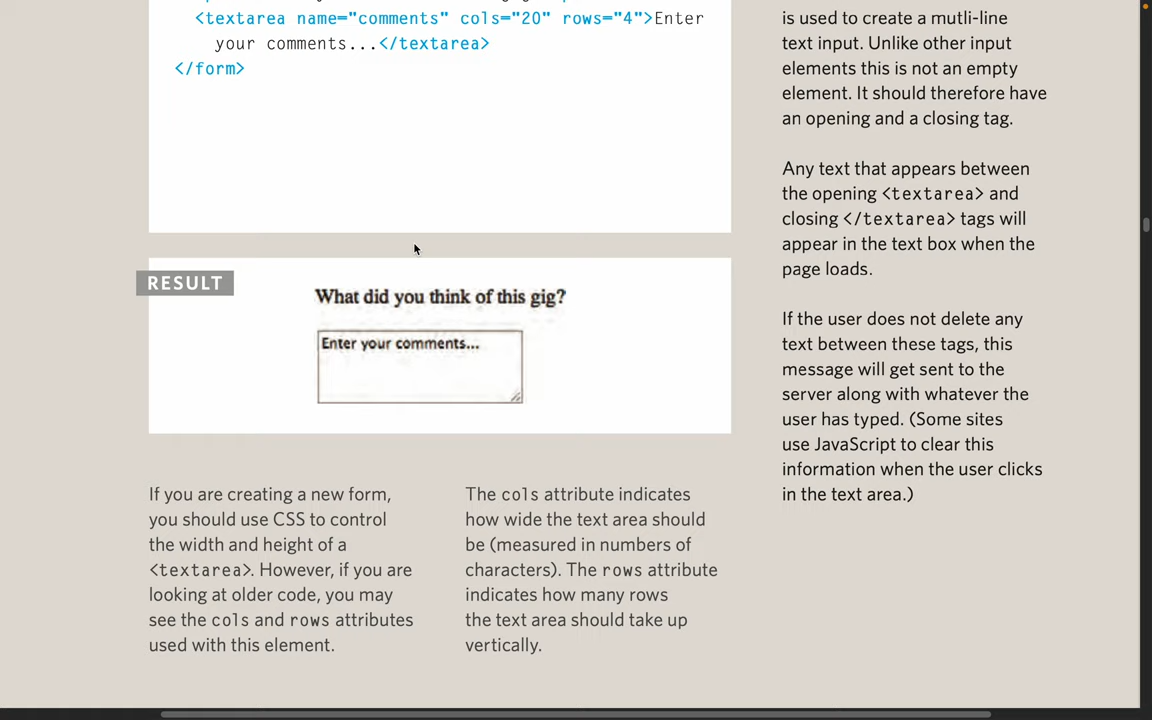 <textarea name="comments" cols="20" rows="4">Enter
your comments...</textarea>
</form>
RESULT
What did you think of this gig?
Enter your comments...
If you are creating a new form,
you should use CSS to control
the width and height of a
<textarea>. However, if you are
looking at older code, you may
see the cols and rows attributes
used with this element.
The cols attribute indicates
how wide the text area should
be (measured in numbers of
characters). The rows attribute
indicates how many rows
the text area should take up
vertically.
is used to create a mutli-line
text input. Unlike other input
elements this is not an empty
element. It should therefore have
an opening and a closing tag.
Any text that appears between
the opening <textarea> and
closing </textarea> tags will
appear in the text box when the
page loads.
If the user does not delete any
text between these tags, this
message will get sent to the
server along with whatever the
user has typed. (Some sites
use JavaScript to clear this
information when the user clicks
in the text area.)